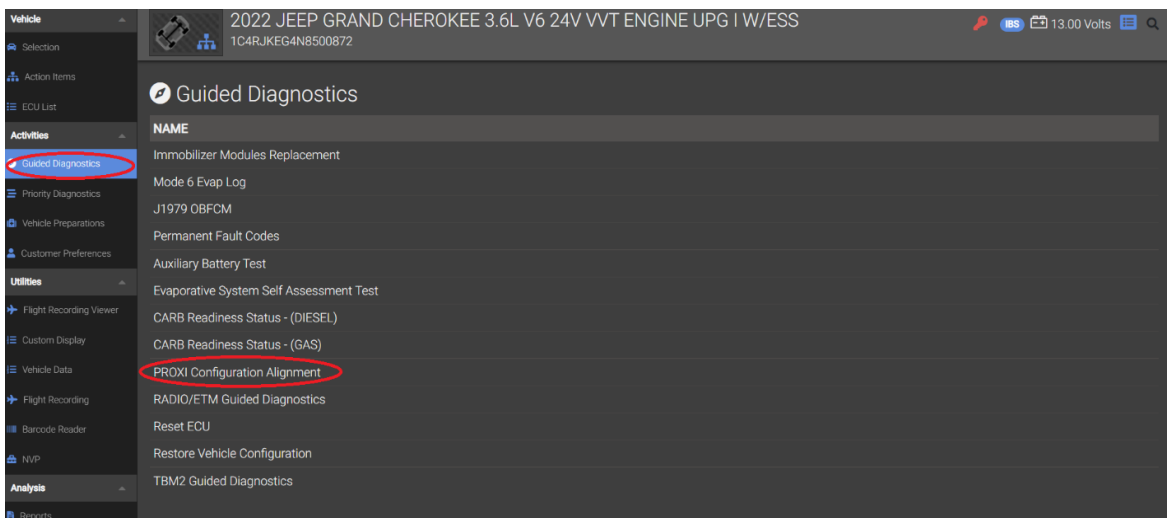 Vehicle
Selection
Action Items
ECU List
Activities
Guided Diagnostics
Priority Diagnostics
Vehicle Preparations
Customer Preferences
Utilities
Flight Recording Viewer
Custom Display
Vehicle Data
Flight Recording
Barcode Reader
NVP
Analysis
Reports
2022 JEEP GRAND CHEROKEE 3.6L V6 24V VVT ENGINE UPG I W/ESS
1C4RJKEG4N8500872
IBS 13.00 Volts
Guided Diagnostics
NAME
Immobilizer Modules Replacement
Mode 6 Evap Log
J1979 OBFCM
Permanent Fault Codes
Auxiliary Battery Test
Evaporative System Self Assessment Test
CARB Readiness Status - (DIESEL)
CARB Readiness Status - (GAS)
PROXI Configuration Alignment
RADIO/ETM Guided Diagnostics
Reset ECU
Restore Vehicle Configuration
TBM2 Guided Diagnostics